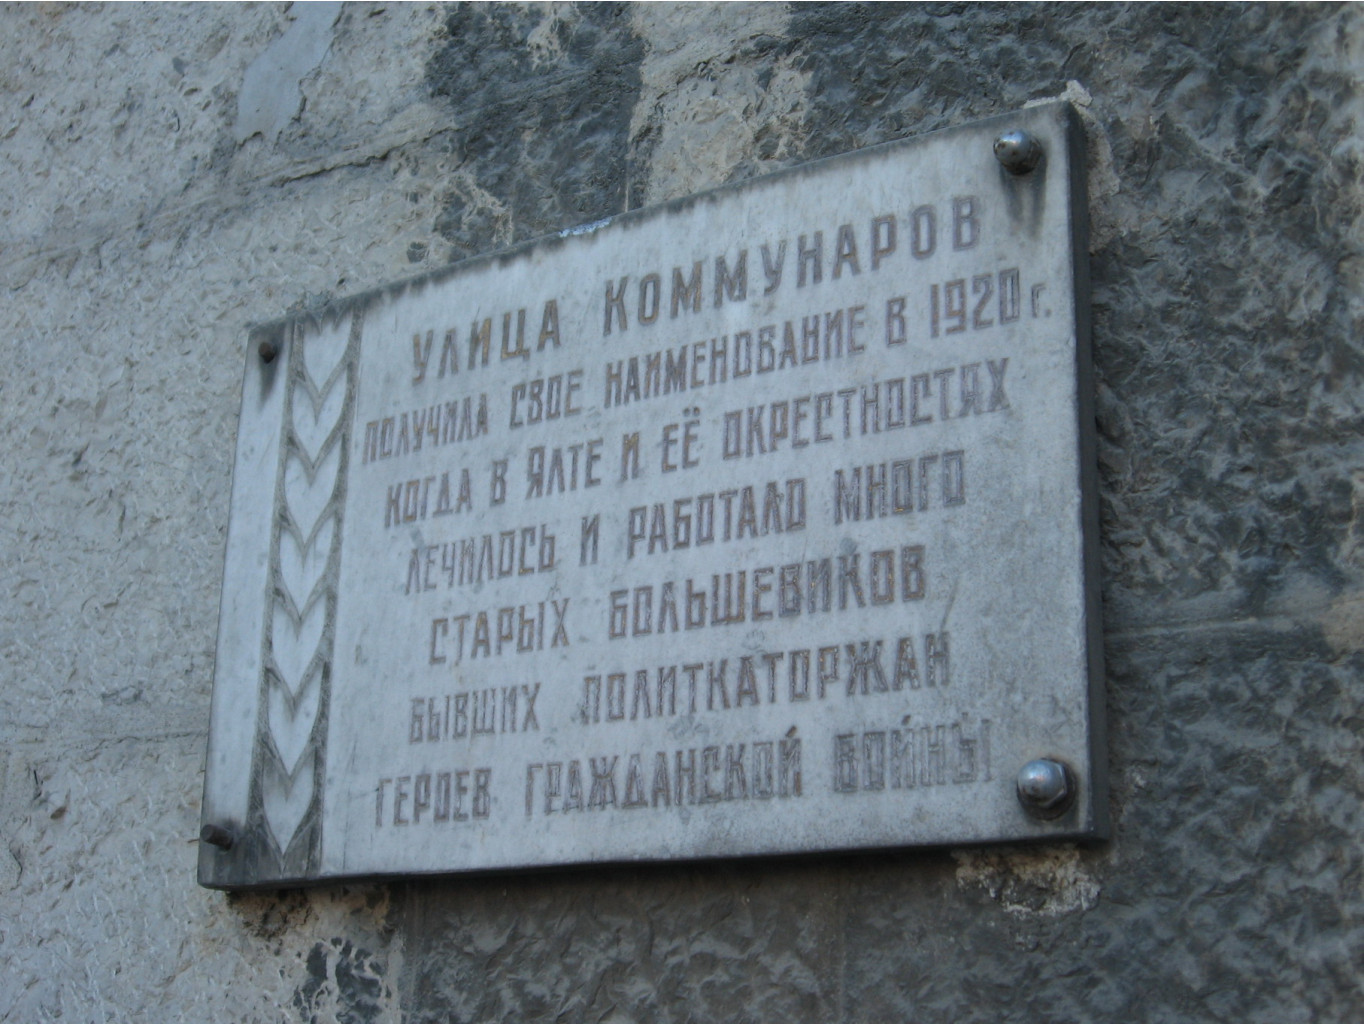 УЛИЦА КОММУНАРОВ
ПОЛУЧИЛА СВОЕ НАИМЕНОВАНИЕ В 1920 г.
КОГДА В ЯЛТЕ И ЕЁ ОКРЕСТНОСТЯХ
ЛЕЧИЛОСЬ И РАБОТАЛО МНОГО
СТАРЫХ БОЛЬШЕВИКОВ
БЫВШИХ ПОЛИТКАТОРЖАН
ГЕРОЕВ ГРАЖДАНСКОЙ ВОЙНЫ